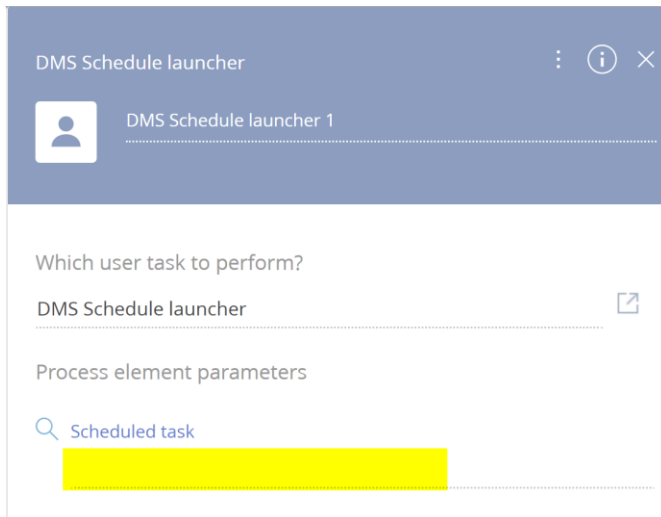 DMS Schedule launcher
DMS Schedule launcher 1
Which user task to perform?
DMS Schedule launcher
Process element parameters
Scheduled task